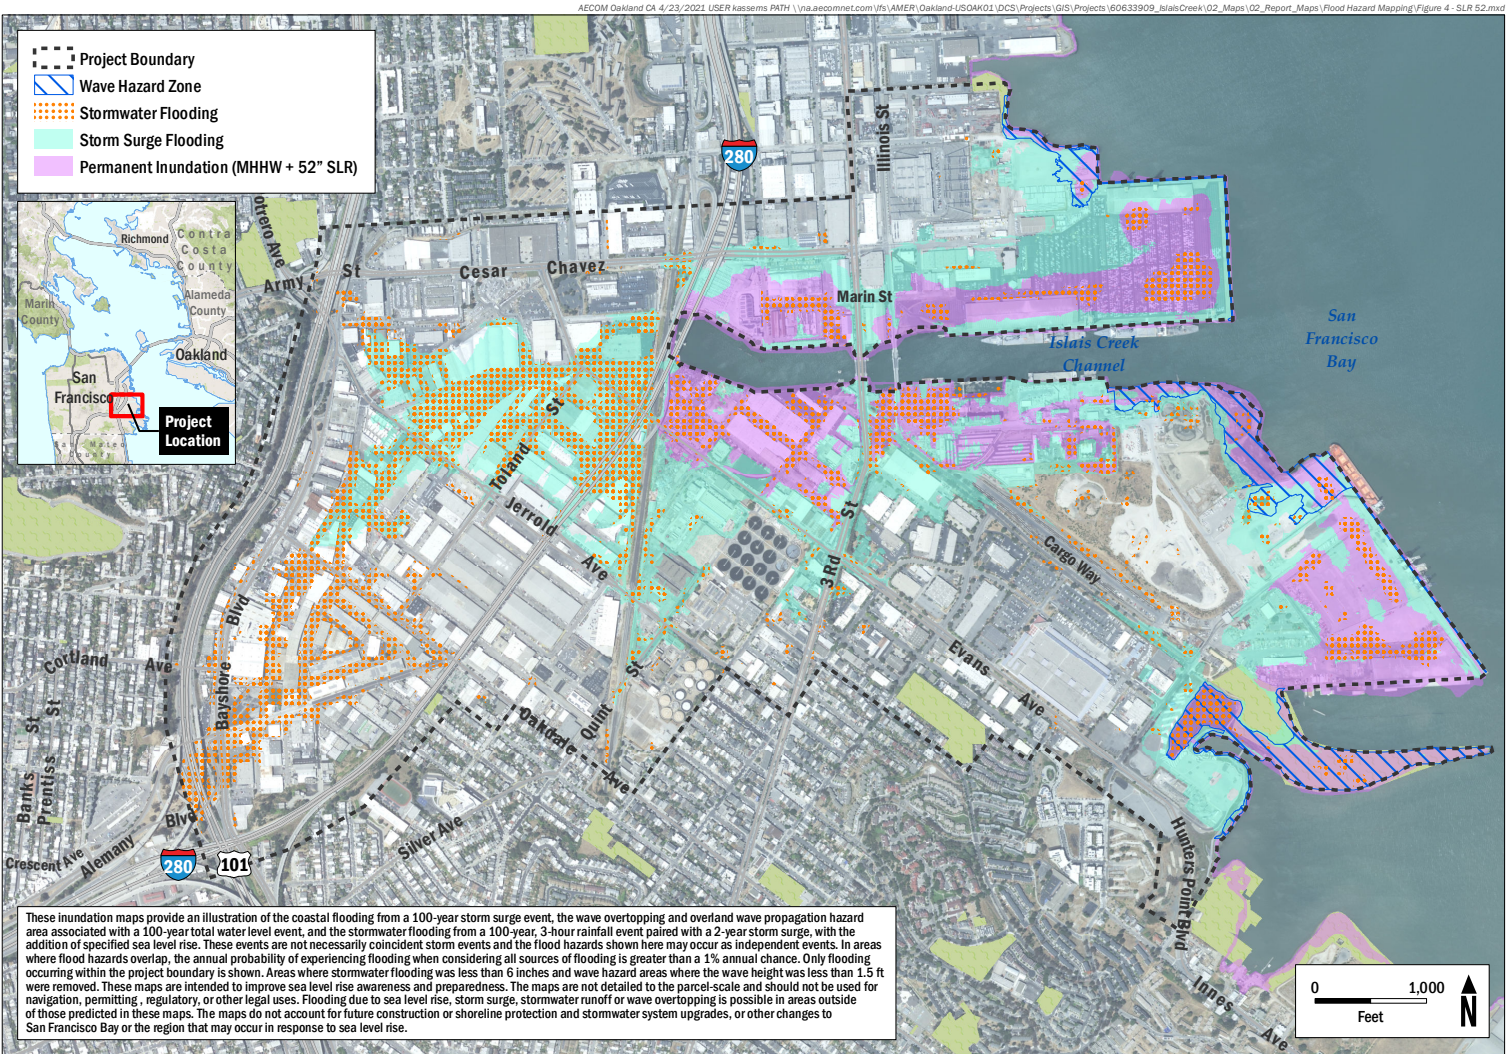 AECOM Oakland CA 4/23/2021 USER kassems PATH \\na.aecomnet.com\lfs\AMER\Oakland-USOAK01\DCS\Projects\GIS\Projects\60633909_IslaisCreek\02_Maps\02_Report_Maps\Flood Hazard Mapping\Figure 4 - SLR 52.mxd
Project Boundary
Wave Hazard Zone
Stormwater Flooding
Storm Surge Flooding
Permanent Inundation (MHHW + 52” SLR)
280
Illinois St
otrero Ave
Richmond
Contra
Costa
County
Marin
County
Alameda
County
Oakland
San
Francisco
San Mateo
County
Project
Location
Army
St
Cesar
Chavez
Marin St
Islais Creek
Channel
San
Francisco
Bay
Toland
St
Jerrold
Ave
3 Rd
St
Cargo Way
Evans
Ave
Cortland
Ave
Bayshore
Blvd
Banks
St
Prentiss
St
Quint
St
Oakdale
Ave
Silver Ave
Crescent Ave
Alemany
Blvd
280
101
Hunters Point Blvd
Innes
Ave
These inundation maps provide an illustration of the coastal flooding from a 100-year storm surge event, the wave overtopping and overland wave propagation hazard
area associated with a 100-year total water level event, and the stormwater flooding from a 100-year, 3-hour rainfall event paired with a 2-year storm surge, with the
addition of specified sea level rise. These events are not necessarily coincident storm events and the flood hazards shown here may occur as independent events. In areas
where flood hazards overlap, the annual probability of experiencing flooding when considering all sources of flooding is greater than a 1% annual chance. Only flooding
occurring within the project boundary is shown. Areas where stormwater flooding was less than 6 inches and wave hazard areas where the wave height was less than 1.5 ft
were removed. These maps are intended to improve sea level rise awareness and preparedness. The maps are not detailed to the parcel-scale and should not be used for
navigation, permitting , regulatory, or other legal uses. Flooding due to sea level rise, storm surge, stormwater runoff or wave overtopping is possible in areas outside
of those predicted in these maps. The maps do not account for future construction or shoreline protection and stormwater system upgrades, or other changes to
San Francisco Bay or the region that may occur in response to sea level rise.
0 1,000
Feet
N